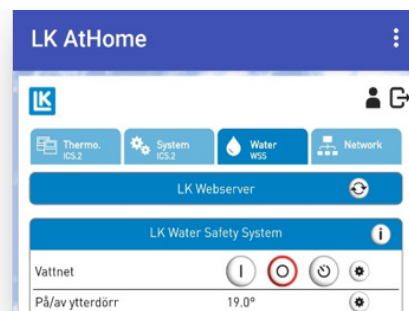 LK AtHome
LK
Thermo. ICS.2
System ICS.2
Water WSS
Network
LK Webserver
LK Water Safety System
Vattnet
På/av ytterdörr 19.0°